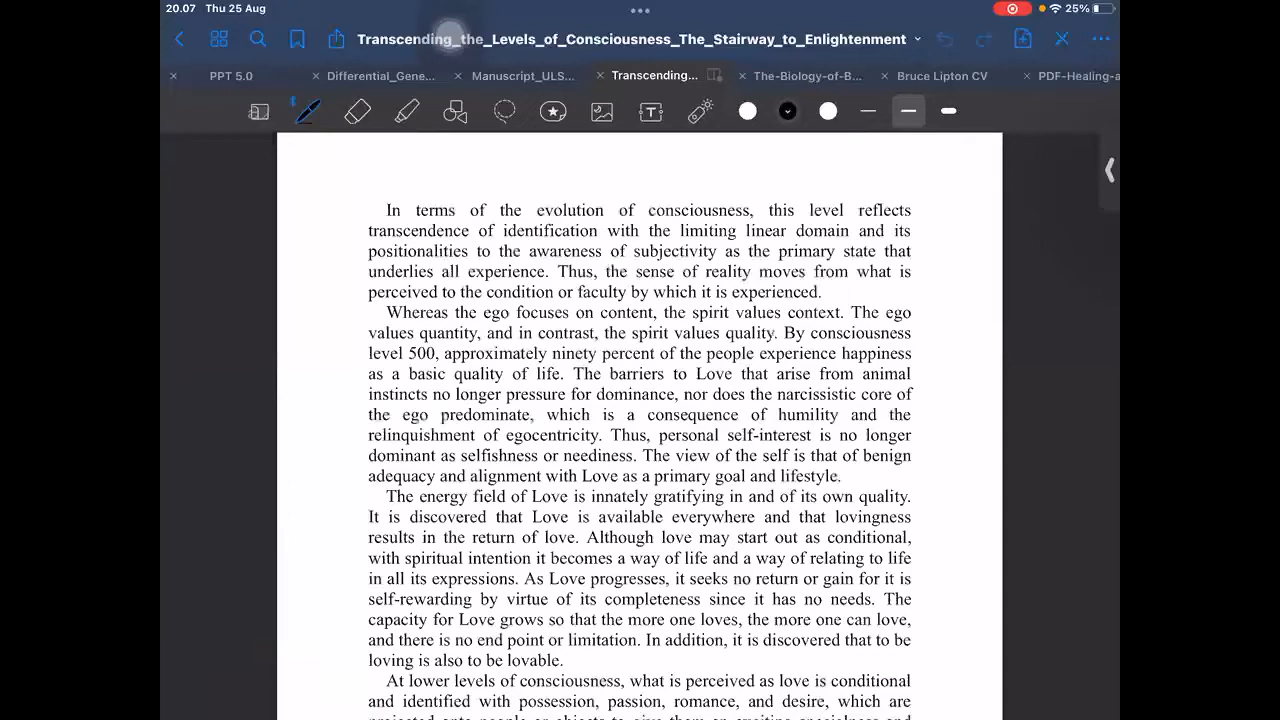 20.07 Thu 25 Aug
25%
Transcending_the_Levels_of_Consciousness_The_Stairway_to_Enlightenment
PPT 5.0
Differential_Gene...
Manuscript_ULS...
Transcending...
The-Biology-of-B...
Bruce Lipton CV
PDF-Healing-a
In terms of the evolution of consciousness, this level reflects
transcendence of identification with the limiting linear domain and its
positionalities to the awareness of subjectivity as the primary state that
underlies all experience. Thus, the sense of reality moves from what is
perceived to the condition or faculty by which it is experienced.
Whereas the ego focuses on content, the spirit values context. The ego
values quantity, and in contrast, the spirit values quality. By consciousness
level 500, approximately ninety percent of the people experience happiness
as a basic quality of life. The barriers to Love that arise from animal
instincts no longer pressure for dominance, nor does the narcissistic core of
the ego predominate, which is a consequence of humility and the
relinquishment of egocentricity. Thus, personal self-interest is no longer
dominant as selfishness or neediness. The view of the self is that of benign
adequacy and alignment with Love as a primary goal and lifestyle.
The energy field of Love is innately gratifying in and of its own quality.
It is discovered that Love is available everywhere and that lovingness
results in the return of love. Although love may start out as conditional,
with spiritual intention it becomes a way of life and a way of relating to life
in all its expressions. As Love progresses, it seeks no return or gain for it is
self-rewarding by virtue of its completeness since it has no needs. The
capacity for Love grows so that the more one loves, the more one can love,
and there is no end point or limitation. In addition, it is discovered that to be
loving is also to be lovable.
At lower levels of consciousness, what is perceived as love is conditional
and identified with possession, passion, romance, and desire, which are